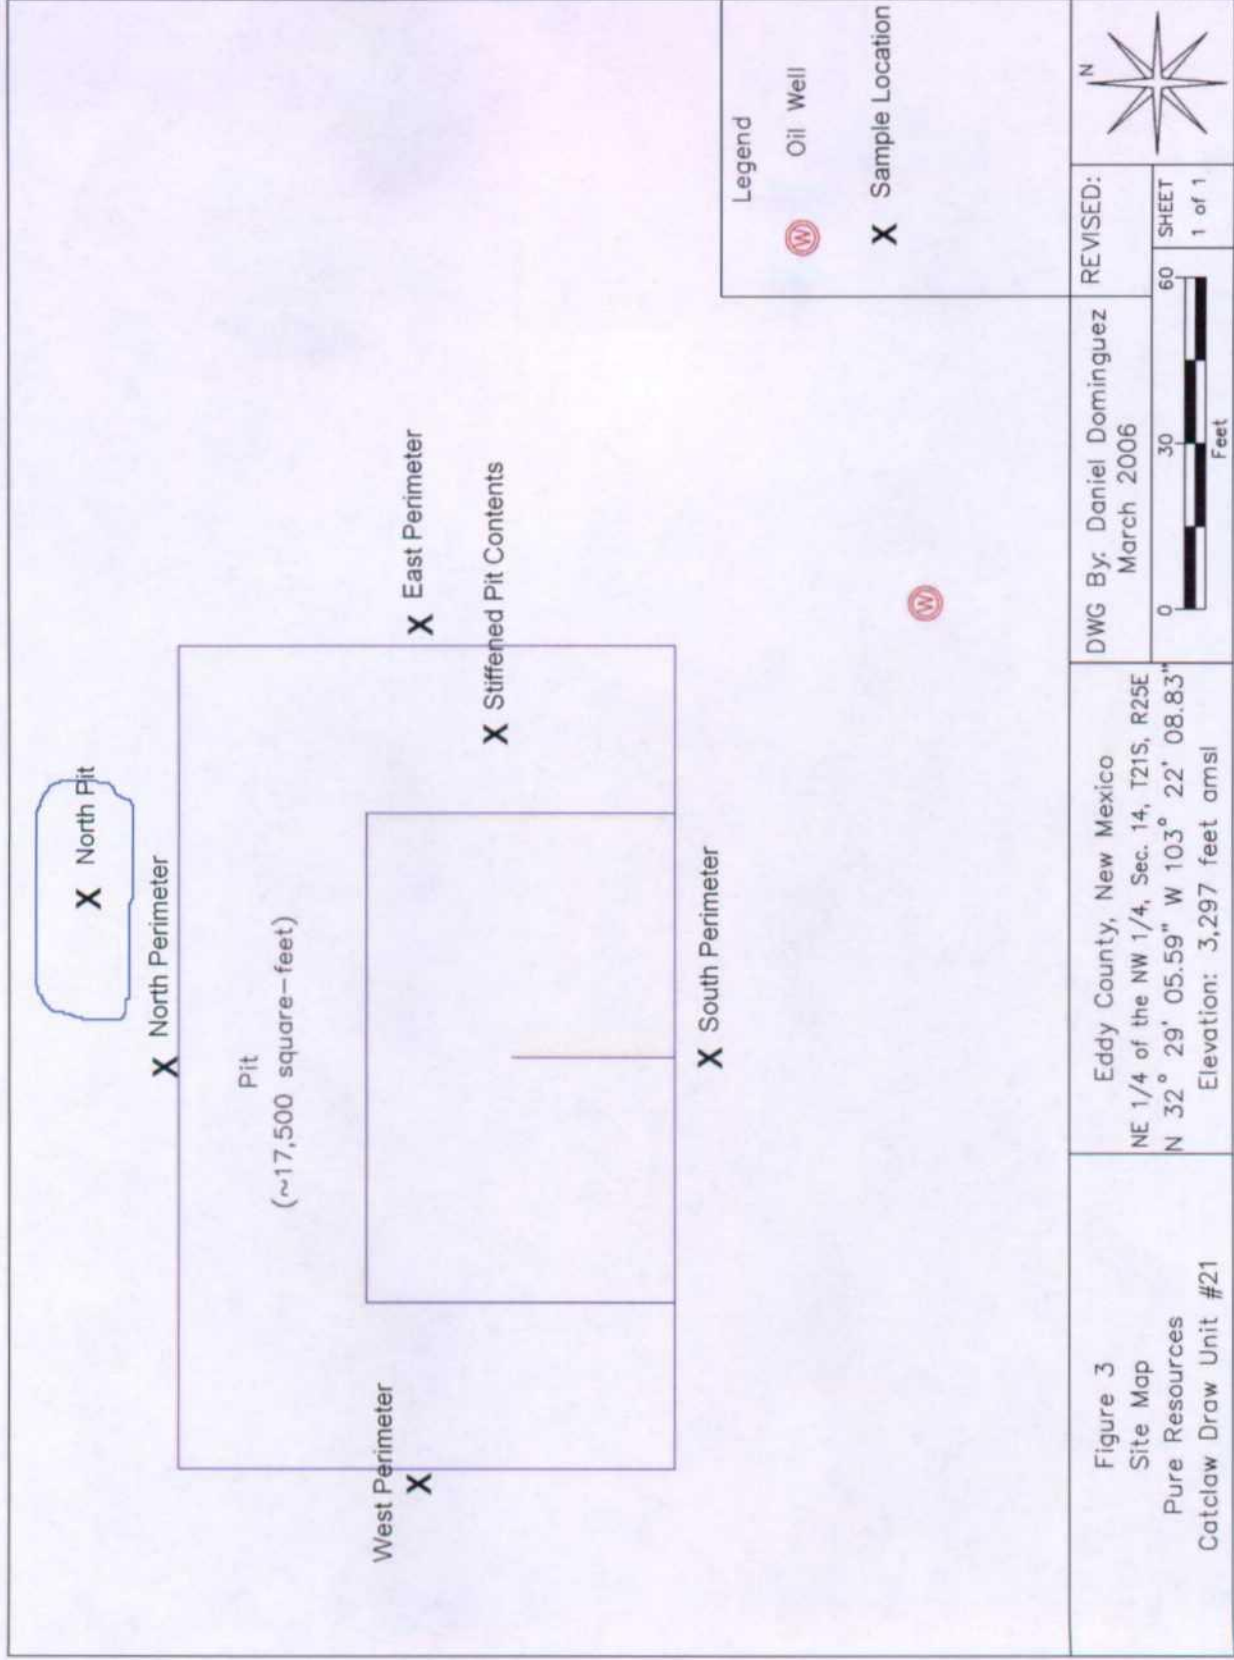 North Pit
X
North Perimeter
X
Pit
(~17,500 square-feet)
West Perimeter
X
East Perimeter
X
Stiffened Pit Contents
X
South Perimeter
X
W
Legend
W Oil Well
X Sample Location
Figure 3
Site Map
Pure Resources
Catclaw Draw Unit #21
Eddy County, New Mexico
NE 1/4 of the NW 1/4, Sec. 14, T21S, R25E
N 32° 29' 05.59" W 103° 22' 08.83"
Elevation: 3,297 feet amsl
DWG By: Daniel Dominguez
March 2006
REVISED:
0 30 60
Feet
SHEET
1 of 1
N